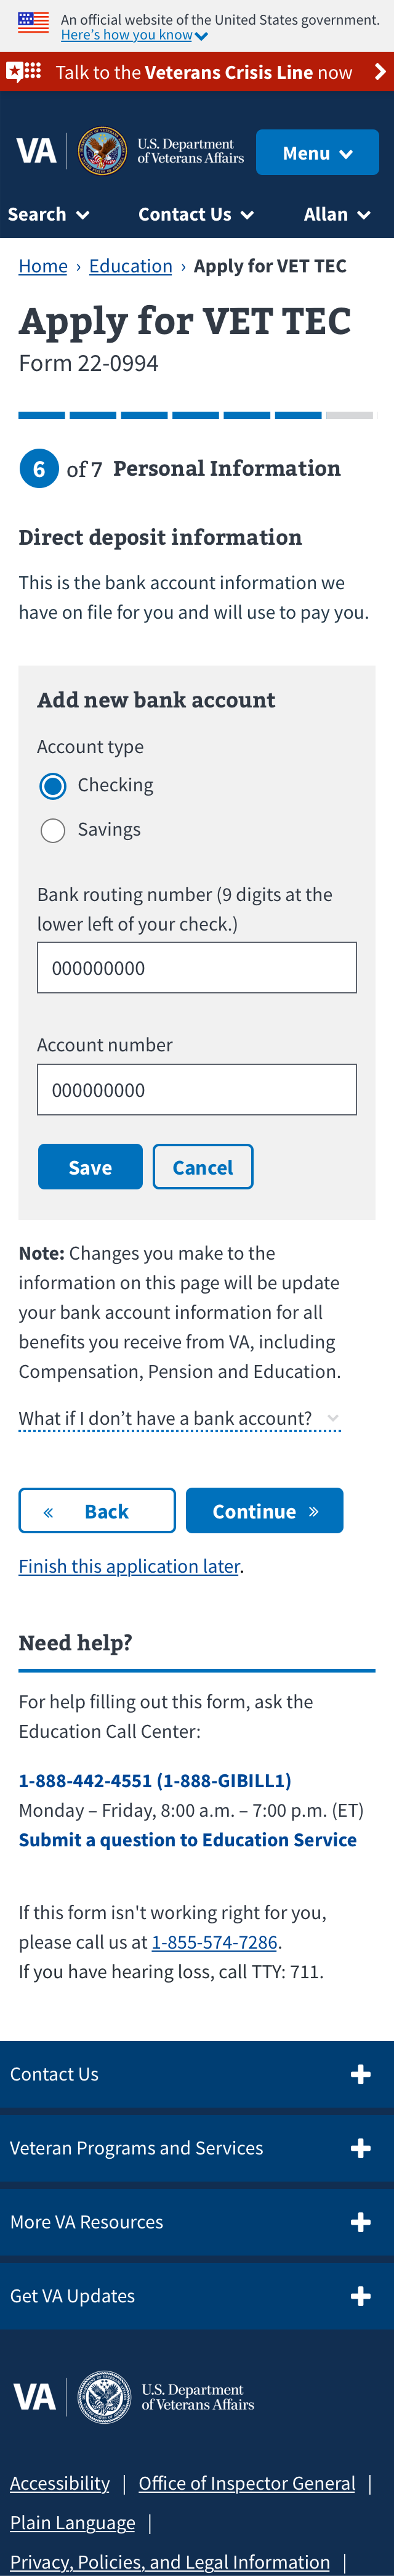 An official website of the United States government.
Here's how you know
Talk to the Veterans Crisis Line now
VA
U.S. Department
of Veterans Affairs
Menu
Search
Contact Us
Allan
Home › Education › Apply for VET TEC
Apply for VET TEC
Form 22-0994
6 of 7 Personal Information
Direct deposit information
This is the bank account information we
have on file for you and will use to pay you.
Add new bank account
Account type
Checking
Savings
Bank routing number (9 digits at the
lower left of your check.)
000000000
Account number
000000000
Save
Cancel
Note: Changes you make to the
information on this page will be update
your bank account information for all
benefits you receive from VA, including
Compensation, Pension and Education.
What if I don't have a bank account?
« Back
Continue »
Finish this application later.
Need help?
For help filling out this form, ask the
Education Call Center:
1-888-442-4551 (1-888-GIBILL1)
Monday – Friday, 8:00 a.m. – 7:00 p.m. (ET)
Submit a question to Education Service
If this form isn't working right for you,
please call us at 1-855-574-7286.
If you have hearing loss, call TTY: 711.
Contact Us
Veteran Programs and Services
More VA Resources
Get VA Updates
VA
U.S. Department
of Veterans Affairs
Accessibility | Office of Inspector General |
Plain Language |
Privacy, Policies, and Legal Information |